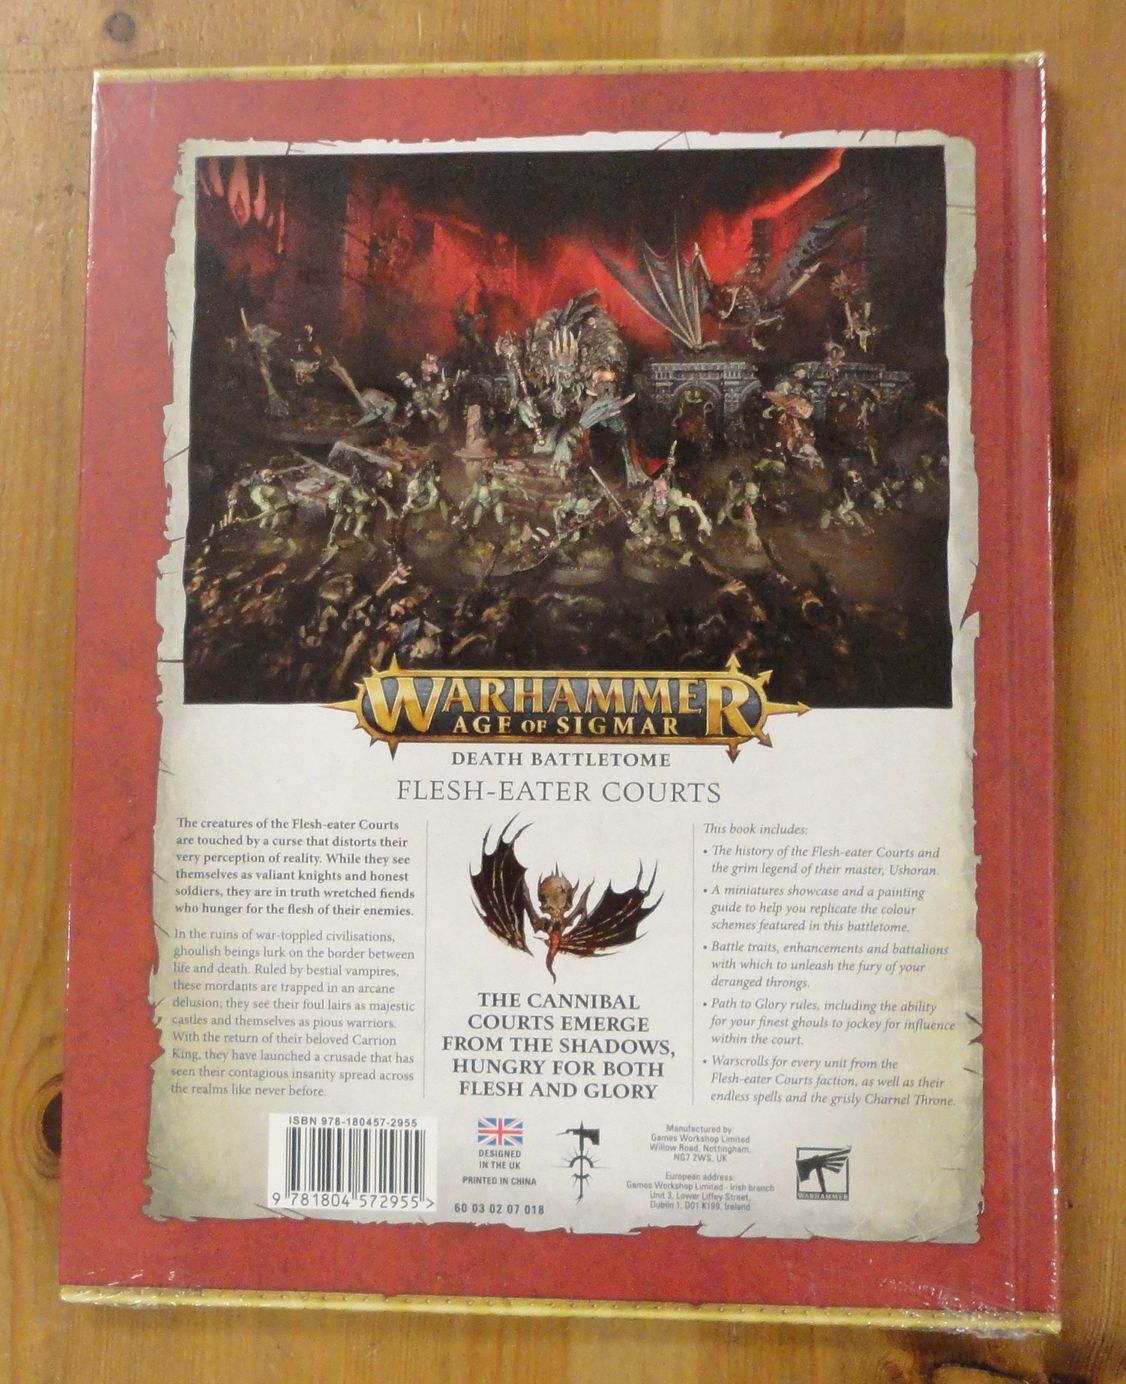 WARHAMMER
AGE OF SIGMAR
DEATH BATTLETOME
FLESH-EATER COURTS
The creatures of the Flesh-eater Courts
are touched by a curse that distorts their
very perception of reality. While they see
themselves as valiant knights and honest
soldiers, they are in truth wretched fiends
who hunger for the flesh of their enemies.
In the ruins of war-toppled civilisations,
ghoulish beings lurk on the border between
life and death. Ruled by bestial vampires,
these mordants are trapped in an arcane
delusion; they see their foul lairs as majestic
castles and themselves as pious warriors.
With the return of their beloved Carrion
King, they have launched a crusade that has
seen their contagious insanity spread across
the realms like never before.
THE CANNIBAL
COURTS EMERGE
FROM THE SHADOWS,
HUNGRY FOR BOTH
FLESH AND GLORY
This book includes:
• The history of the Flesh-eater Courts and
the grim legend of their master, Ushoran.
• A miniatures showcase and a painting
guide to help you replicate the colour
schemes featured in this battletome.
• Battle traits, enhancements and battalions
with which to unleash the fury of your
deranged throngs.
• Path to Glory rules, including the ability
for your finest ghouls to jockey for influence
within the court.
• Warscrolls for every unit from the
Flesh-eater Courts faction, as well as their
endless spells and the grisly Charnel Throne.
ISBN 978-180457-2955
9 781804 572955 >
DESIGNED
IN THE UK
PRINTED IN CHINA
60 03 02 07 018
Manufactured by:
Games Workshop Limited
Willow Road, Nottingham,
NG7 2WS, UK
European address:
Games Workshop Limited - Irish branch
Unit 3, Lower Liffey Street,
Dublin 1, D01 K199, Ireland
WARHAMMER